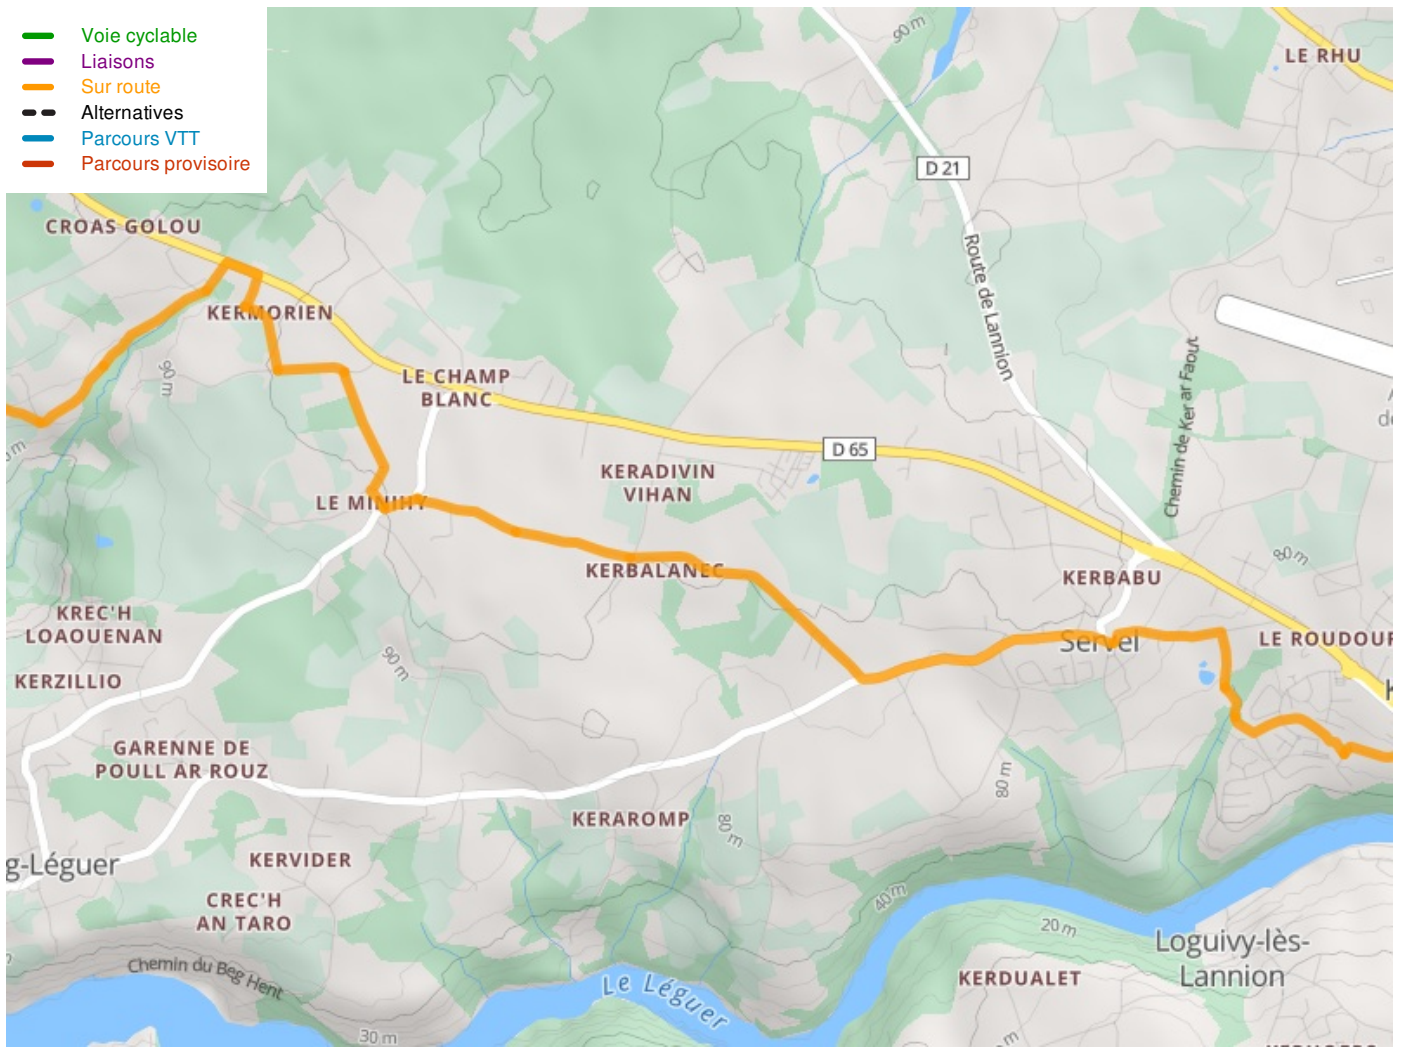 Voie cyclable
Liaisons
Sur route
Alternatives
Parcours VTT
Parcours provisoire
90 m
LE RHU
D 21
CROAS GOLOU
Route de Lannion
KERMORIEN
90 m
LE CHAMP
BLANC
Chemin de Ker ar Faout
D 65
KERADIVIN
VIHAN
LE MINIHY
KERBALANEC
80 m
KERBABU
KREC'H
LOAOUENAN
Servel
LE ROUDOUR
90 m
KERZILLIO
GARENNE DE
POULL AR ROUZ
80 m
KERAROMP
80 m
g-Léguer
KERVIDER
40 m
CREC'H
AN TARO
20 m
Loguivy-lès-
Lannion
Chemin du Beg Hent
KERDUALET
Le Léguer
30 m